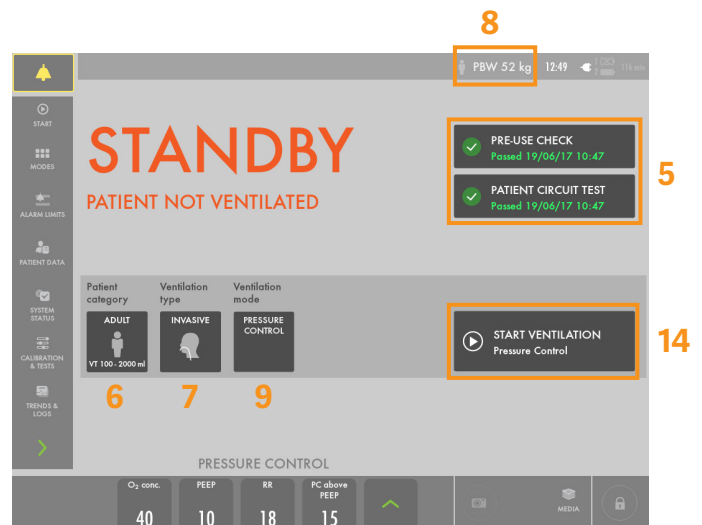 8
PBW 52 kg 12:49 116 min
START
MODES
ALARM LIMITS
PATIENT DATA
SYSTEM
STATUS
CALIBRATION
& TESTS
TRENDS &
LOGS
STANDBY
PATIENT NOT VENTILATED
PRE-USE CHECK
Passed 19/06/17 10:47
PATIENT CIRCUIT TEST
Passed 19/06/17 10:47
5
Patient
category
Ventilation
type
Ventilation
mode
ADULT
VT 100 - 2000 ml
INVASIVE
PRESSURE
CONTROL
6
7
9
START VENTILATION
Pressure Control
14
PRESSURE CONTROL
O₂ conc.
40
PEEP
10
RR
18
PC above
PEEP
15
MEDIA